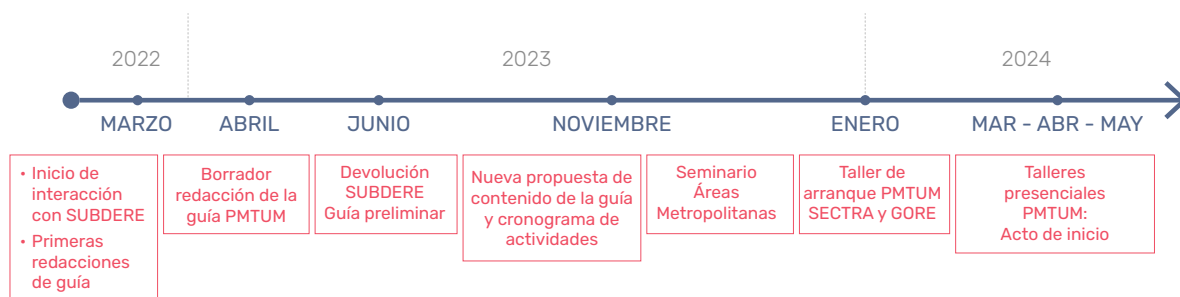 2022
2023
2024
MARZO
ABRIL
JUNIO
NOVIEMBRE
ENERO
MAR - ABR - MAY
• Inicio de
interacción
con SUBDERE
• Primeras
redacciones
de guía
Borrador
redacción de la
guía PMTUM
Devolución
SUBDERE
Guía preliminar
Nueva propuesta de
contenido de la guía
y cronograma de
actividades
Seminario
Áreas
Metropolitanas
Taller de
arranque PMTUM
SECTRA y GORE
Talleres
presenciales
PMTUM:
Acto de inicio